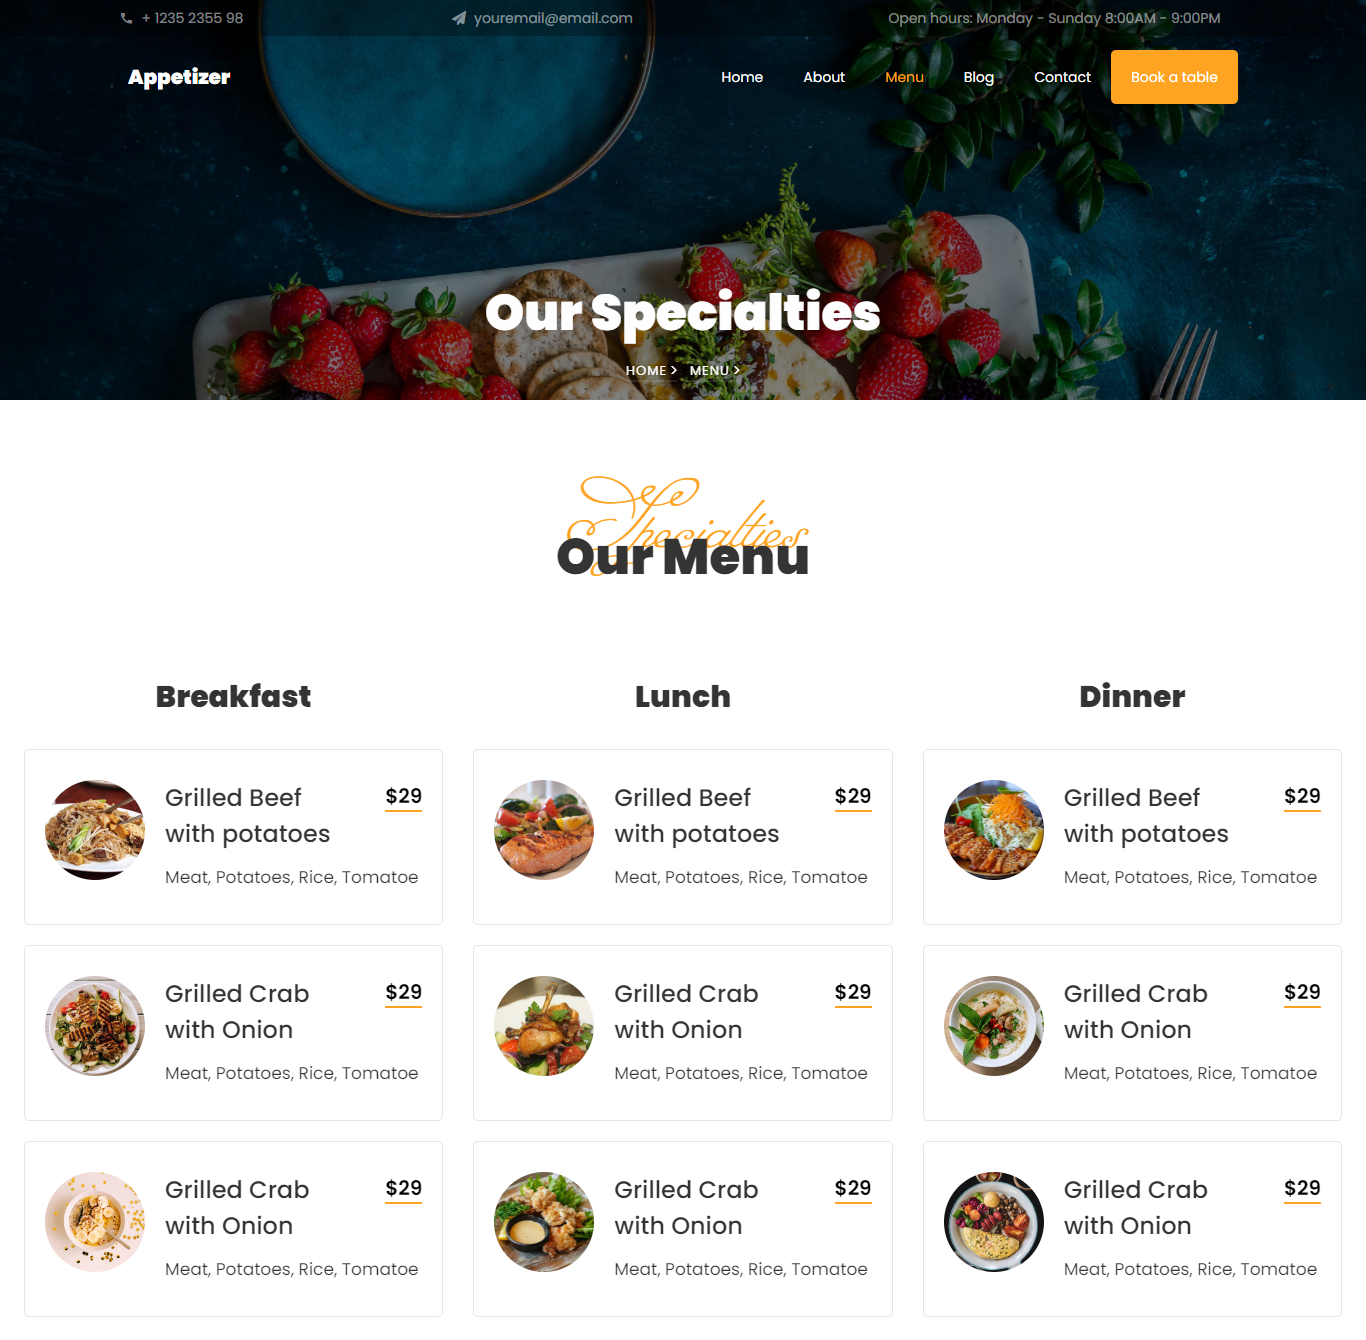 + 1235 2355 98
youremail@email.com
Open hours: Monday - Sunday 8:00AM - 9:00PM
Appetizer
Home
About
Menu
Blog
Contact
Book a table
Our Specialties
HOME >
MENU >
Specialties
Our Menu
Breakfast
Grilled Beef
with potatoes
$29
Meat, Potatoes, Rice, Tomatoe
Grilled Crab
with Onion
$29
Meat, Potatoes, Rice, Tomatoe
Grilled Crab
with Onion
$29
Meat, Potatoes, Rice, Tomatoe
Lunch
Grilled Beef
with potatoes
$29
Meat, Potatoes, Rice, Tomatoe
Grilled Crab
with Onion
$29
Meat, Potatoes, Rice, Tomatoe
Grilled Crab
with Onion
$29
Meat, Potatoes, Rice, Tomatoe
Dinner
Grilled Beef
with potatoes
$29
Meat, Potatoes, Rice, Tomatoe
Grilled Crab
with Onion
$29
Meat, Potatoes, Rice, Tomatoe
Grilled Crab
with Onion
$29
Meat, Potatoes, Rice, Tomatoe